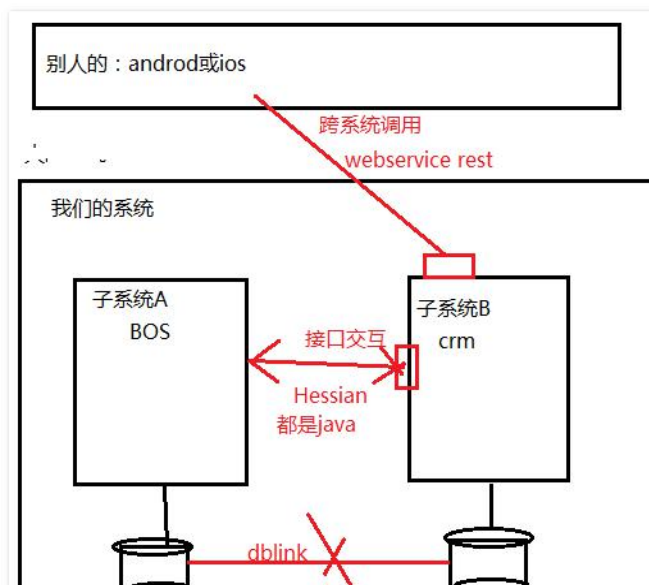 别人的：androd或ios
跨系统调用
webservice rest
我们的系统
子系统A
BOS
子系统B
crm
接口交互
Hessian
都是java
dblink